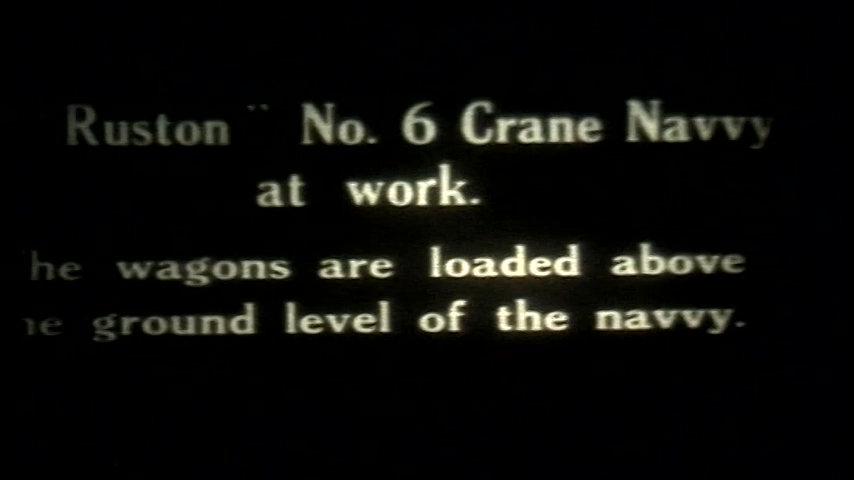 Ruston" No. 6 Crane Navvy
at work.
he wagons are loaded above
ground level of the navvy.